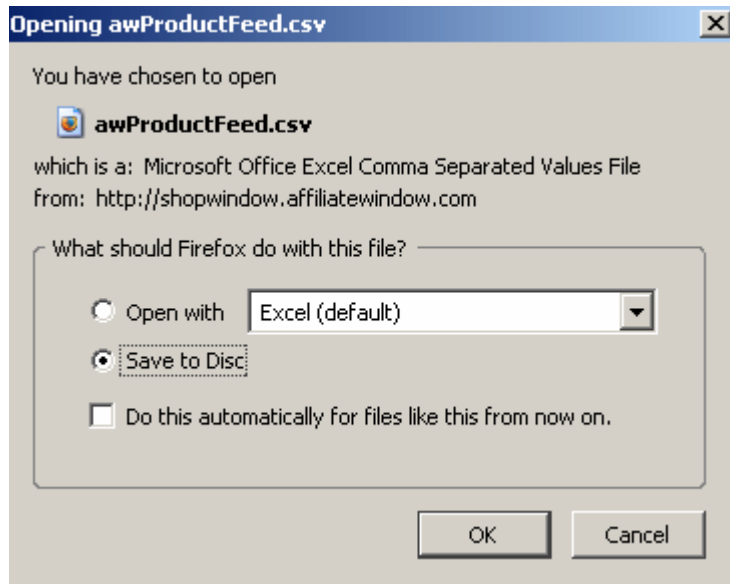 Opening awProductFeed.csv
You have chosen to open
awProductFeed.csv
which is a: Microsoft Office Excel Comma Separated Values File
from: http://shopwindow.affiliatewindow.com
What should Firefox do with this file?
Open with Excel (default)
Save to Disc
Do this automatically for files like this from now on.
OK Cancel